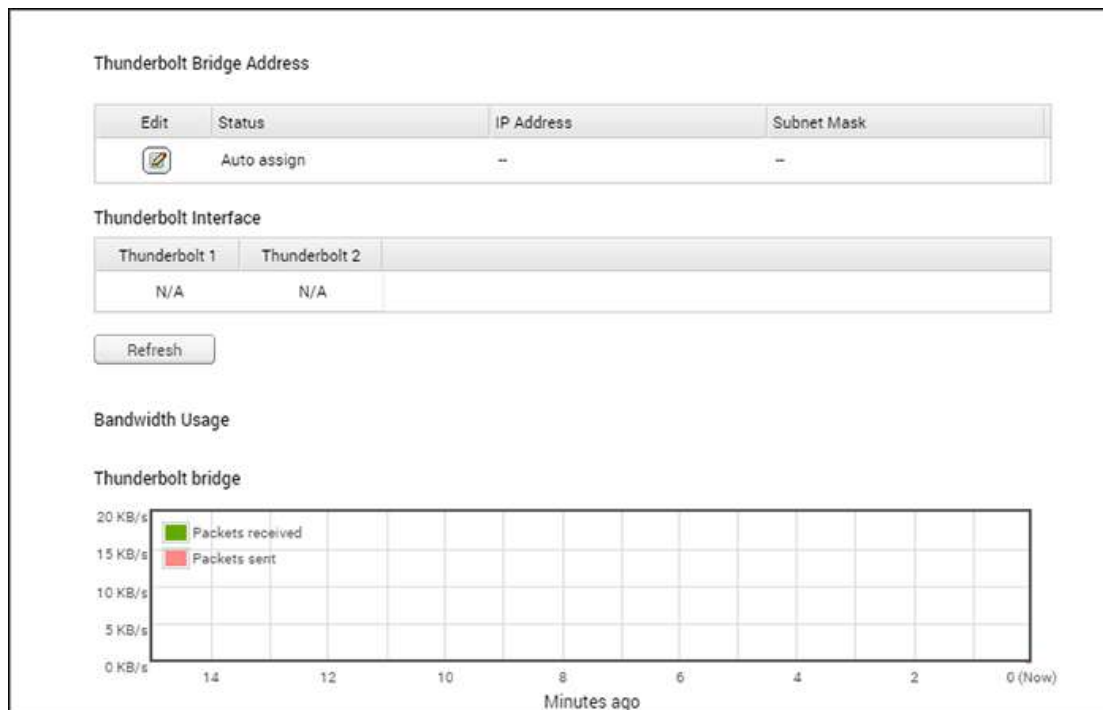 Thunderbolt Bridge Address
Edit Status IP Address Subnet Mask
Auto assign -- --
Thunderbolt Interface
Thunderbolt 1 Thunderbolt 2
N/A N/A
Refresh
Bandwidth Usage
Thunderbolt bridge
20 KB/s
Packets received
15 KB/s Packets sent
10 KB/s
5 KB/s
0 KB/s
14 12 10 8 6 4 2 0 (Now)
Minutes ago